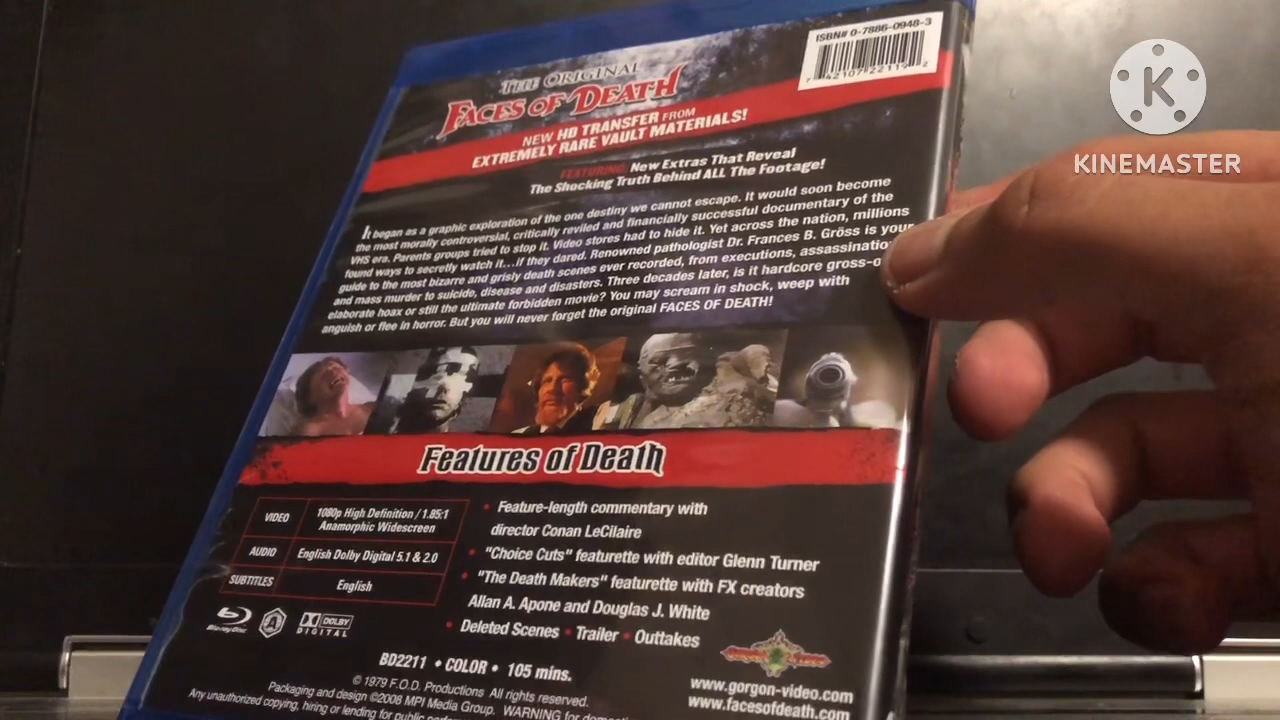 ISBN# 0-7886-0948-3
THE ORIGINAL
FACES OF DEATH
NEW HD TRANSFER FROM
EXTREMELY RARE VAULT MATERIALS!
FEATURING New Extras That Reveal
The Shocking Truth Behind ALL The Footage!
It began as a graphic exploration of the one destiny we cannot escape. It would soon become
the most morally controversial, critically reviled and financially successful documentary of the
VHS era. Parents groups tried to stop it. Video stores had to hide it. Yet across the nation, millions
found ways to secretly watch it...if they dared. Renowned pathologist Dr. Frances B. Gröss is your
guide to the most bizarre and grisly death scenes ever recorded, from executions,
and mass murder to suicide, disease and disasters. Three decades later, is it hardcore
elaborate hoax or still the ultimate forbidden movie? You may scream in shock, weep with
anguish or flee in horror. But you will never forget the original FACES OF DEATH!
Features of Death
VIDEO 1080p High Definition / 1.85:1
Anamorphic Widescreen
AUDIO English Dolby Digital 5.1 & 2.0
SUBTITLES English
• Feature-length commentary with
director Conan LeCilaire
• "Choice Cuts" featurette with editor Glenn Turner
• "The Death Makers" featurette with FX creators
Allan A. Apone and Douglas J. White
• Deleted Scenes • Trailer • Outtakes
Blu-ray Disc
A
DOLBY
DIGITAL
BD2211 • COLOR • 105 mins.
© 1979 F.O.D. Productions All rights reserved.
Packaging and design ©2008 MPI Media Group. WARNING for
Any unauthorized copying, hiring or lending for public
www.gorgon-video.com
www.facesofdeath.com
K
KINEMASTER